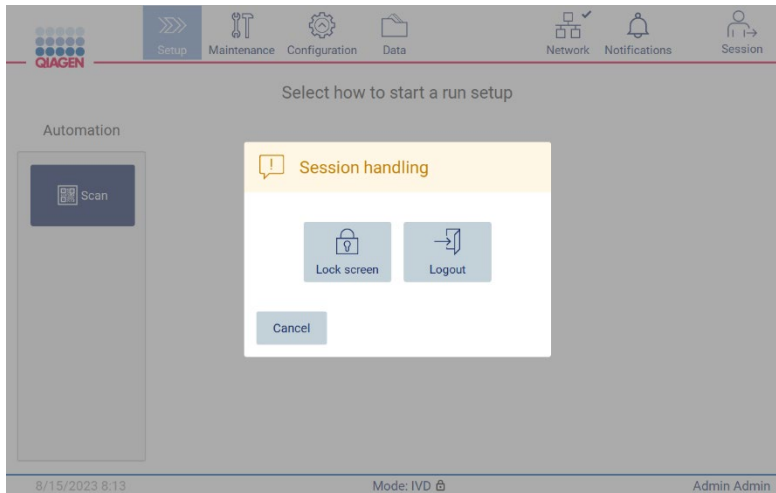 QIAGEN
Setup
Maintenance
Configuration
Data
Network
Notifications
Session
Select how to start a run setup
Automation
Scan
Session handling
Lock screen
Logout
Cancel
8/15/2023 8:13
Mode: IVD
Admin Admin